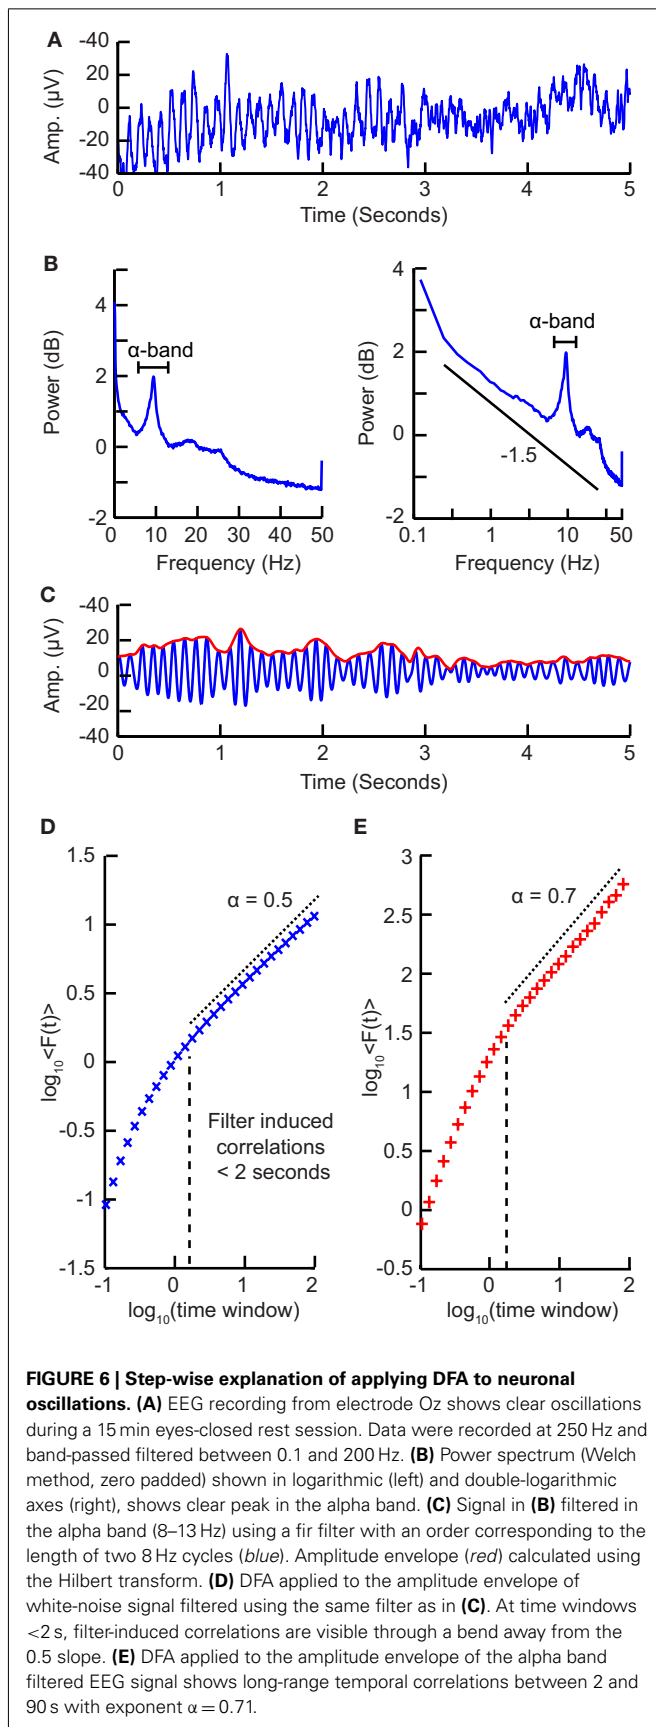 A
-40
20
0
-20
-40
Amp. (µV)
0
1
2
3
4
5
Time (Seconds)
B
4
2
0
-2
Power (dB)
α-band
0
10
20
30
40
50
Frequency (Hz)
4
2
0
-2
Power (dB)
α-band
-1.5
0.1
1
10
50
Frequency (Hz)
C
-40
20
0
-20
-40
Amp. (µV)
0
1
2
3
4
5
Time (Seconds)
D
1.5
1
0.5
0
-0.5
-1
-1.5
log10<F(t)>
α = 0.5
Filter induced
correlations
< 2 seconds
-1
0
1
2
log10(time window)
E
3
2.5
2
1.5
1
0.5
0
-0.5
log10<F(t)>
α = 0.7
-1
0
1
2
log10(time window)
FIGURE 6 | Step-wise explanation of applying DFA to neuronal
oscillations. (A) EEG recording from electrode Oz shows clear oscillations
during a 15 min eyes-closed rest session. Data were recorded at 250 Hz and
band-passed filtered between 0.1 and 200 Hz. (B) Power spectrum (Welch
method, zero padded) shown in logarithmic (left) and double-logarithmic
axes (right), shows clear peak in the alpha band. (C) Signal in (B) filtered in
the alpha band (8–13 Hz) using a fir filter with an order corresponding to the
length of two 8 Hz cycles (blue). Amplitude envelope (red) calculated using
the Hilbert transform. (D) DFA applied to the amplitude envelope of
white-noise signal filtered using the same filter as in (C). At time windows
<2 s, filter-induced correlations are visible through a bend away from the
0.5 slope. (E) DFA applied to the amplitude envelope of the alpha band
filtered EEG signal shows long-range temporal correlations between 2 and
90 s with exponent α = 0.71.